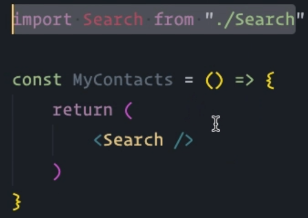 import Search from "./Search"
const MyContacts = () => {
return (
<Search />
)
}